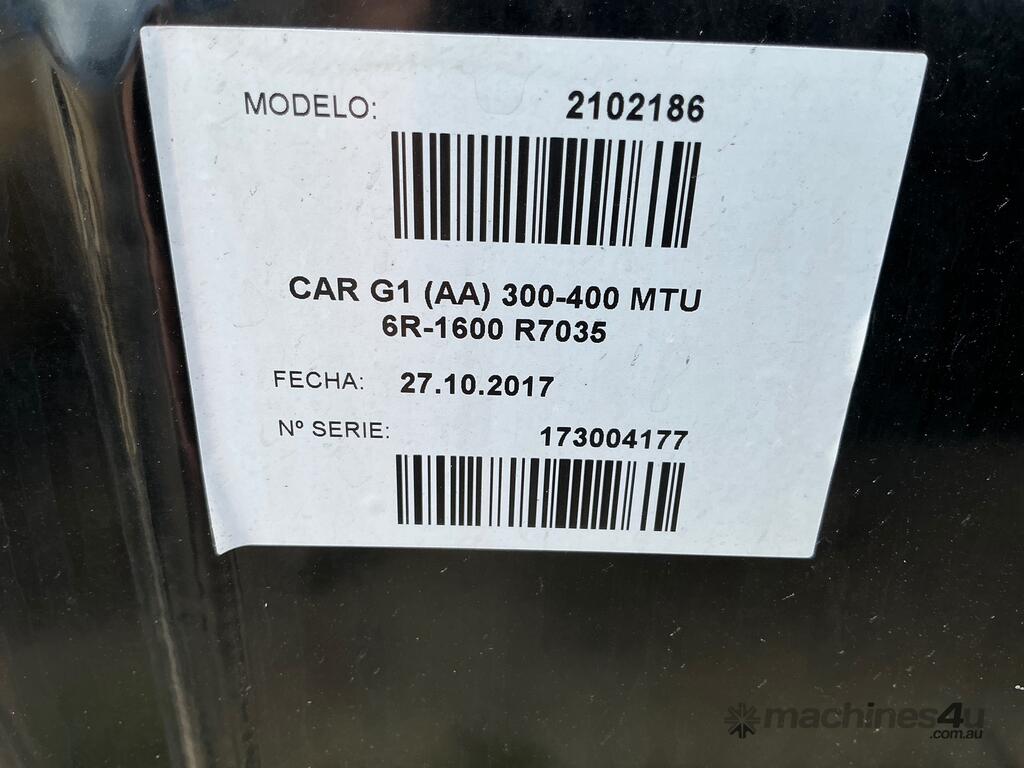 MODELO: 2102186
CAR G1 (AA) 300-400 MTU
6R-1600 R7035
FECHA: 27.10.2017
Nº SERIE: 173004177
machines4u
.com.au